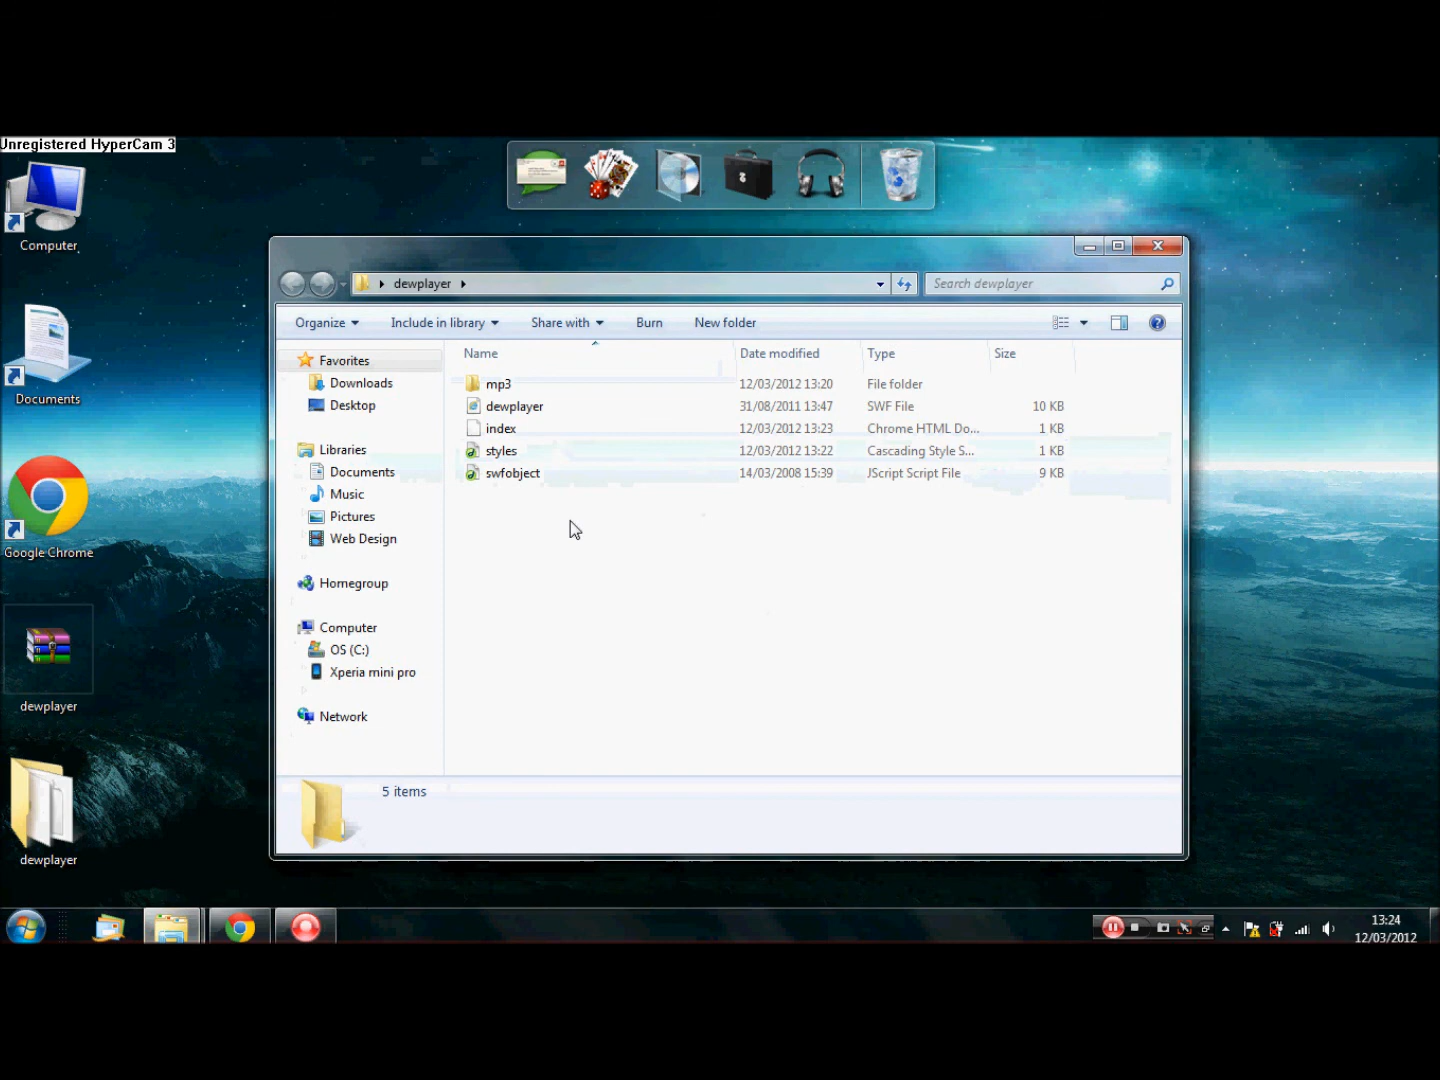 Unregistered HyperCam 3
Computer
Documents
Google Chrome
dewplayer
dewplayer
dewplayer
Search dewplayer
Organize
Include in library
Share with
Burn
New folder
Name
Date modified
Type
Size
mp3
12/03/2012 13:20
File folder
dewplayer
31/08/2011 13:47
SWF File
10 KB
index
12/03/2012 13:23
Chrome HTML Do...
1 KB
styles
12/03/2012 13:22
Cascading Style S...
1 KB
swfobject
14/03/2008 15:39
JScript Script File
9 KB
Favorites
Downloads
Desktop
Libraries
Documents
Music
Pictures
Web Design
Homegroup
Computer
OS (C:)
Xperia mini pro
Network
5 items
13:24
12/03/2012